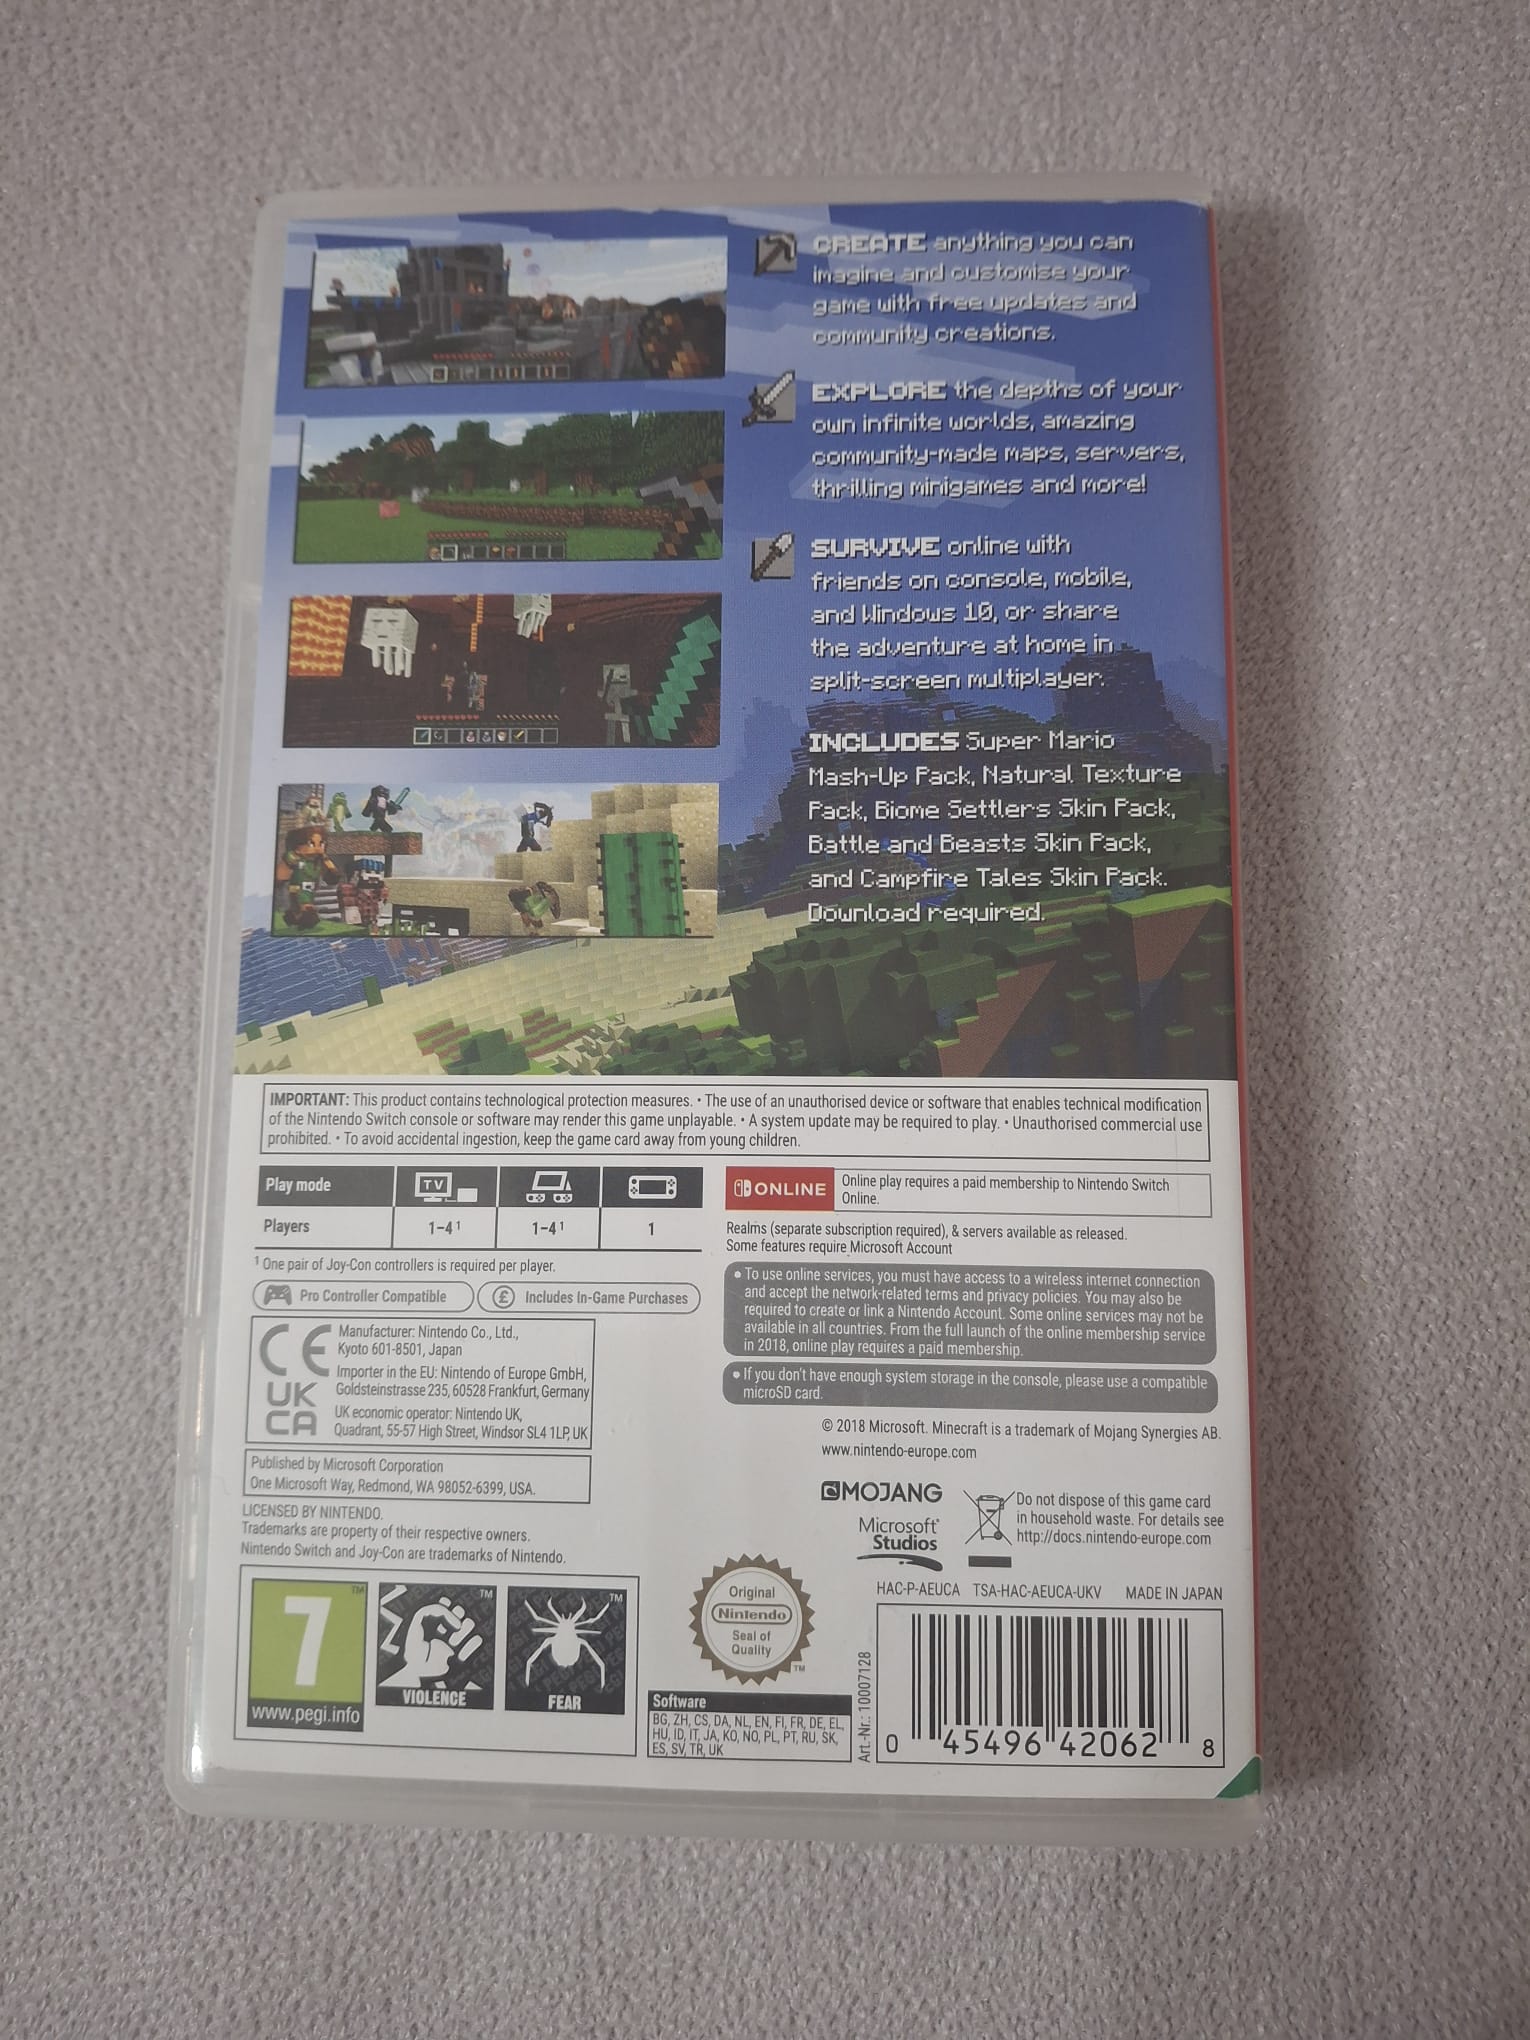 CREATE anything you can
imagine and customise your
game with free updates and
community creations.
EXPLORE the depths of your
own infinite worlds, amazing
community-made maps, servers,
thrilling minigames and more!
SURVIVE online with
friends on console, mobile,
and Windows 10, or share
the adventure at home in
split-screen multiplayer.
INCLUDES Super Mario
Mash-Up Pack, Natural Texture
Pack, Biome Settlers Skin Pack,
Battle and Beasts Skin Pack,
and Campfire Tales Skin Pack.
Download required.
IMPORTANT: This product contains technological protection measures. • The use of an unauthorised device or software that enables technical modification
of the Nintendo Switch console or software may render this game unplayable. • A system update may be required to play. • Unauthorised commercial use
prohibited. • To avoid accidental ingestion, keep the game card away from young children.
Play mode TV
Players 1-4¹ 1-4¹ 1
¹ One pair of Joy-Con controllers is required per player.
Pro Controller Compatible
£ Includes In-Game Purchases
CE
UK
CA
Manufacturer: Nintendo Co., Ltd.,
Kyoto 601-8501, Japan
Importer in the EU: Nintendo of Europe GmbH,
Goldsteinstrasse 235, 60528 Frankfurt, Germany
UK economic operator: Nintendo UK,
Quadrant, 55-57 High Street, Windsor SL4 1LP, UK
Published by Microsoft Corporation
One Microsoft Way, Redmond, WA 98052-6399, USA.
LICENSED BY NINTENDO.
Trademarks are property of their respective owners.
Nintendo Switch and Joy-Con are trademarks of Nintendo.
ONLINE
Online play requires a paid membership to Nintendo Switch
Online.
Realms (separate subscription required), & servers available as released.
Some features require Microsoft Account
• To use online services, you must have access to a wireless internet connection
and accept the network-related terms and privacy policies. You may also be
required to create or link a Nintendo Account. Some online services may not be
available in all countries. From the full launch of the online membership service
in 2018, online play requires a paid membership.
• If you don't have enough system storage in the console, please use a compatible
microSD card.
© 2018 Microsoft. Minecraft is a trademark of Mojang Synergies AB.
www.nintendo-europe.com
MOJANG
Microsoft®
Studios
Do not dispose of this game card
in household waste. For details see
http://docs.nintendo-europe.com
7
™
www.pegi.info
™
VIOLENCE
™
FEAR
Original
Nintendo
Seal of
Quality
™
Software
BG, ZH, CS, DA, NL, EN, FI, FR, DE, EL,
HU, ID, IT, JA, KO, NO, PL, PT, RU, SK,
ES, SV, TR, UK
Art.-Nr.: 10007128
HAC-P-AEUCA TSA-HAC-AEUCA-UKV MADE IN JAPAN
0 45496 42062 8